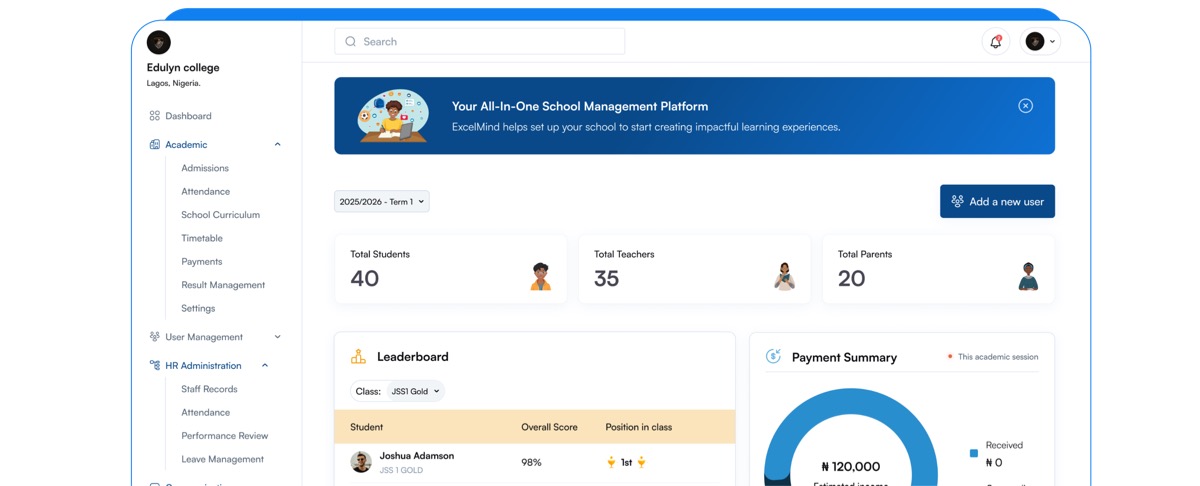 Edulyn college
Lagos, Nigeria.
Dashboard
Academic
Admissions
Attendance
School Curriculum
Timetable
Payments
Result Management
Settings
User Management
HR Administration
Staff Records
Attendance
Performance Review
Leave Management
Search
Your All-In-One School Management Platform
ExcelMind helps set up your school to start creating impactful learning experiences.
2025/2026 - Term 1
Add a new user
Total Students
40
Total Teachers
35
Total Parents
20
Leaderboard
Class: JSS1 Gold
Student Overall Score Position in class
Joshua Adamson
JSS 1 GOLD
98%
1st
Payment Summary
This academic session
₦ 120,000
Estimated income
Received
₦ 0